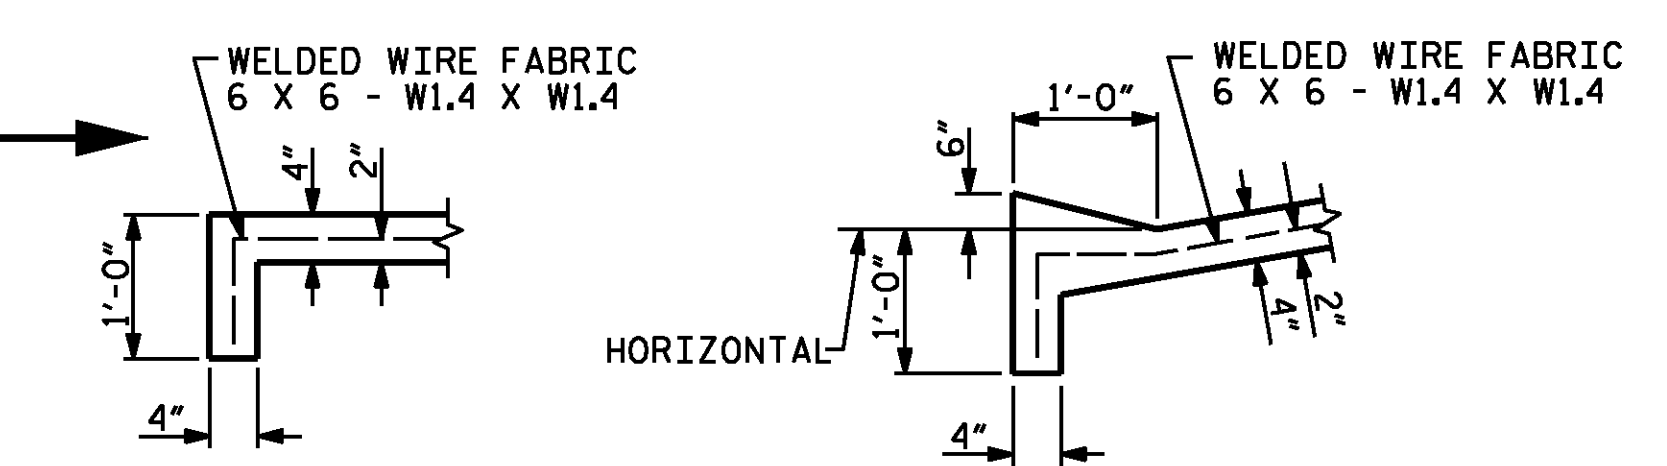 WELDED WIRE FABRIC
6 X 6 - W1.4 X W1.4
4"
2"
1'-0"
4"
WELDED WIRE FABRIC
6 X 6 - W1.4 X W1.4
1'-0"
6"
1'-0"
HORIZONTAL
4"
2"
4"